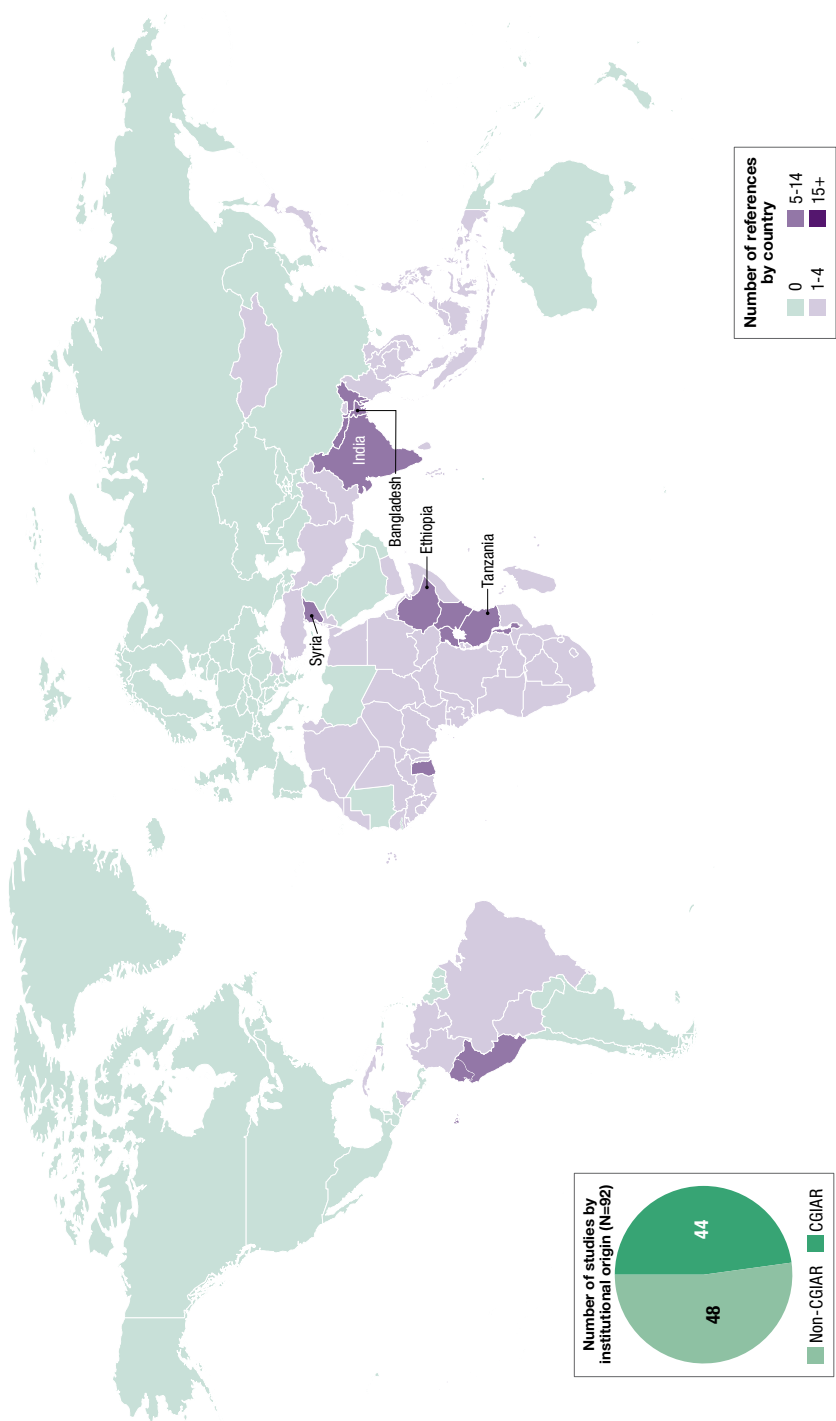 Syria
India
Bangladesh
Ethiopia
Tanzania
Number of studies by
institutional origin (N=92)
48
44
Non-CGIAR
CGIAR
Number of references
by country
0
5-14
1-4
15+